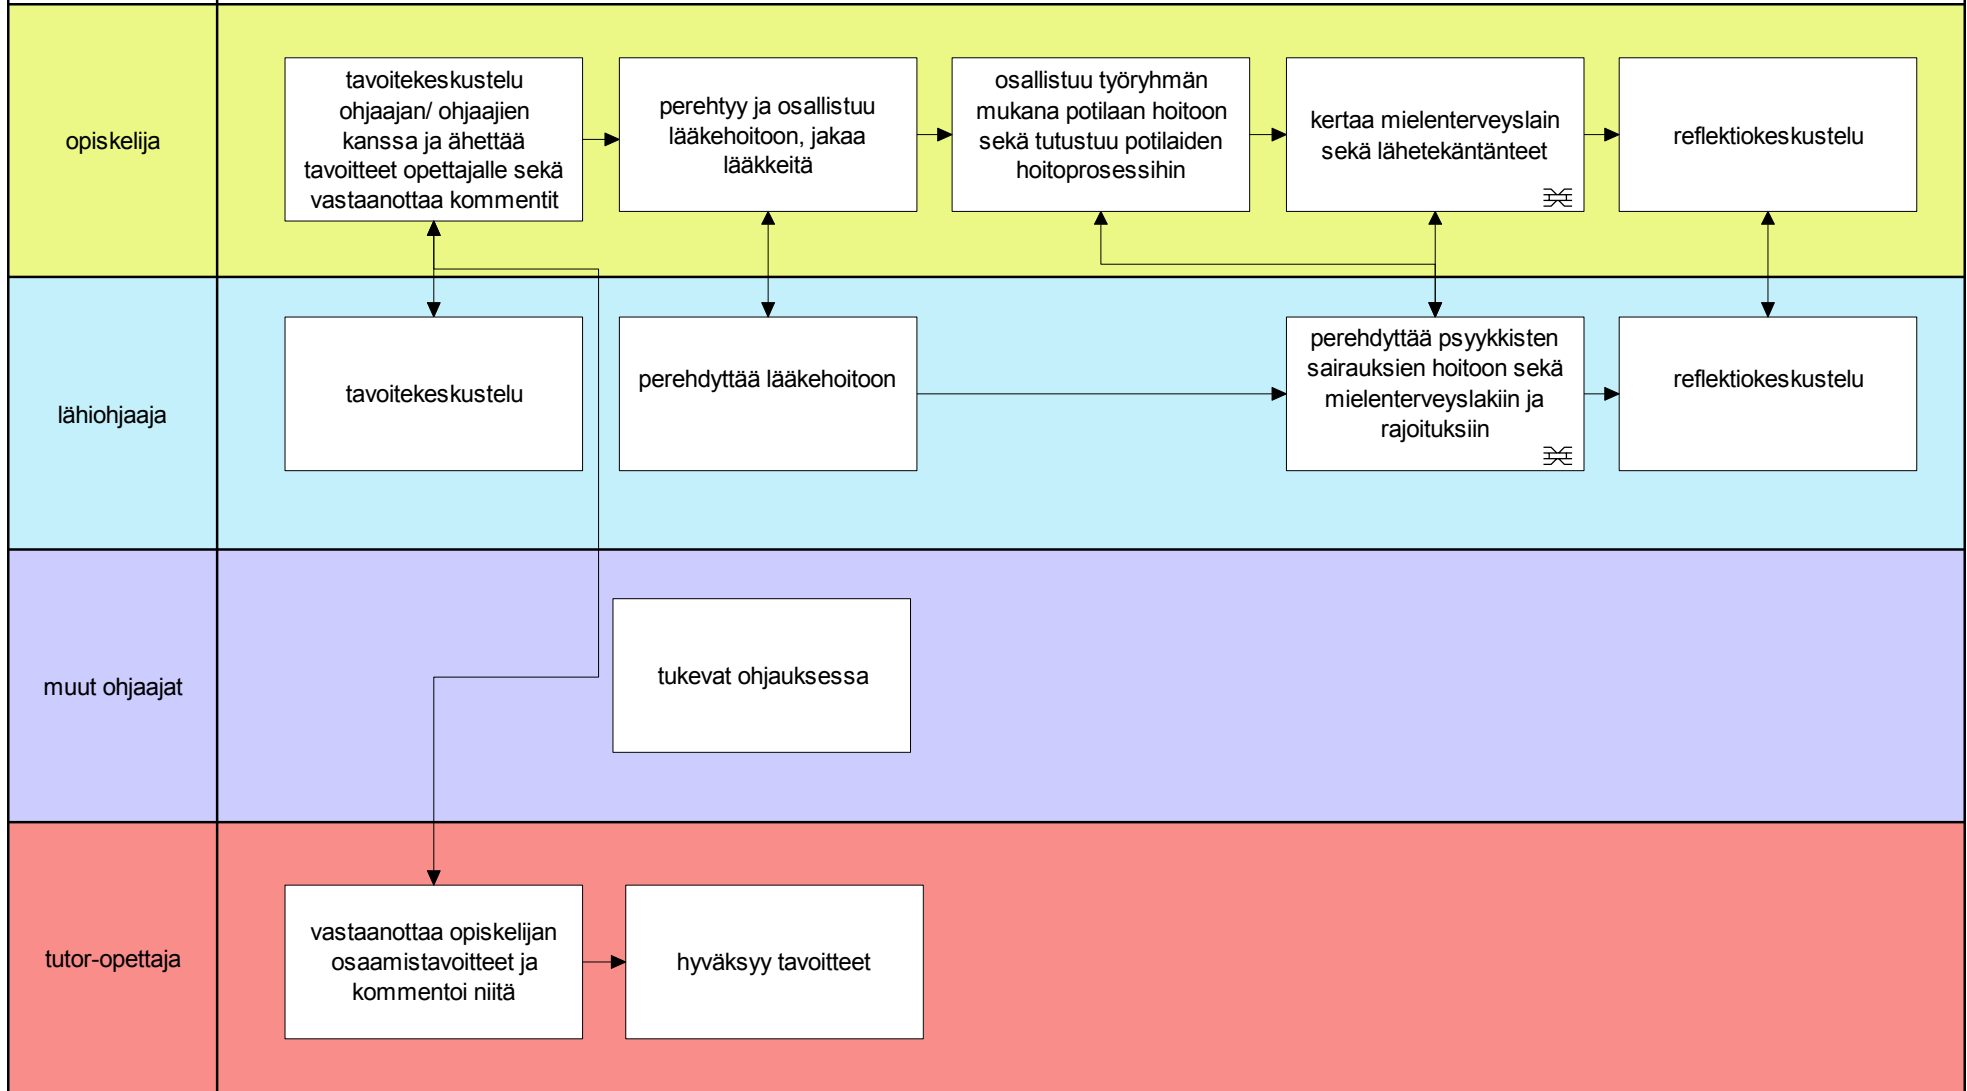 opiskelija
tavoitekeskustelu
ohjaajan/ ohjaajien
kanssa ja ähettää
tavoitteet opettajalle sekä
vastaanottaa kommentit
perehtyy ja osallistuu
lääkehoitoon, jakaa
lääkkeitä
osallistuu työryhmän
mukana potilaan hoitoon
sekä tutustuu potilaiden
hoitoprosessihin
kertaa mielenterveyslain
sekä lähetekäntänteet
reflektiokeskustelu
lähiohjaaja
tavoitekeskustelu
perehdyttää lääkehoitoon
perehdyttää psyykkisten
sairauksien hoitoon sekä
mielenterveyslakiin ja
rajoituksiin
reflektiokeskustelu
muut ohjaajat
tukevat ohjauksessa
tutor-opettaja
vastaanottaa opiskelijan
osaamistavoitteet ja
kommentoi niitä
hyväksyy tavoitteet